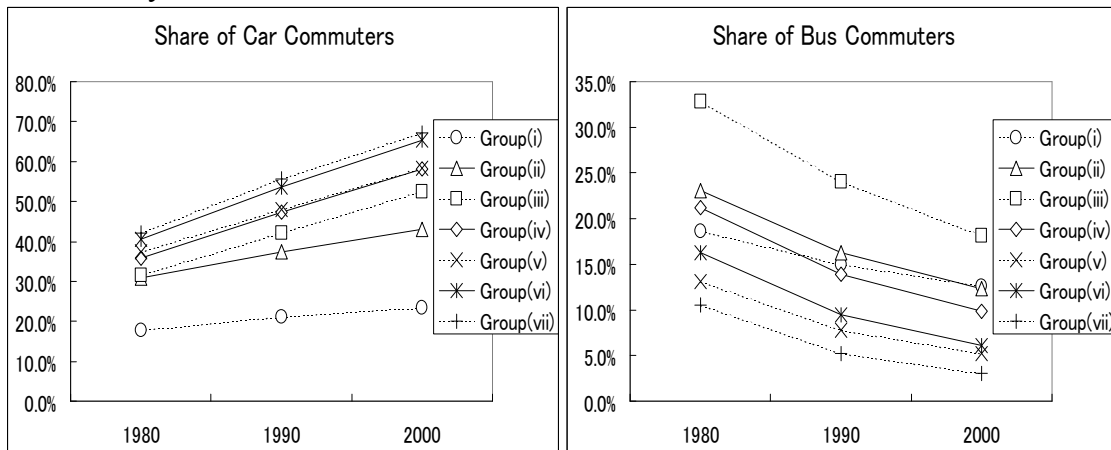 Share of Car Commuters
80.0%
70.0%
60.0%
50.0%
40.0%
30.0%
20.0%
10.0%
0.0%
1980 1990 2000
Group(i)
Group(ii)
Group(iii)
Group(iv)
Group(v)
Group(vi)
Group(vii)
Share of Bus Commuters
35.0%
30.0%
25.0%
20.0%
15.0%
10.0%
5.0%
0.0%
1980 1990 2000
Group(i)
Group(ii)
Group(iii)
Group(iv)
Group(v)
Group(vi)
Group(vii)